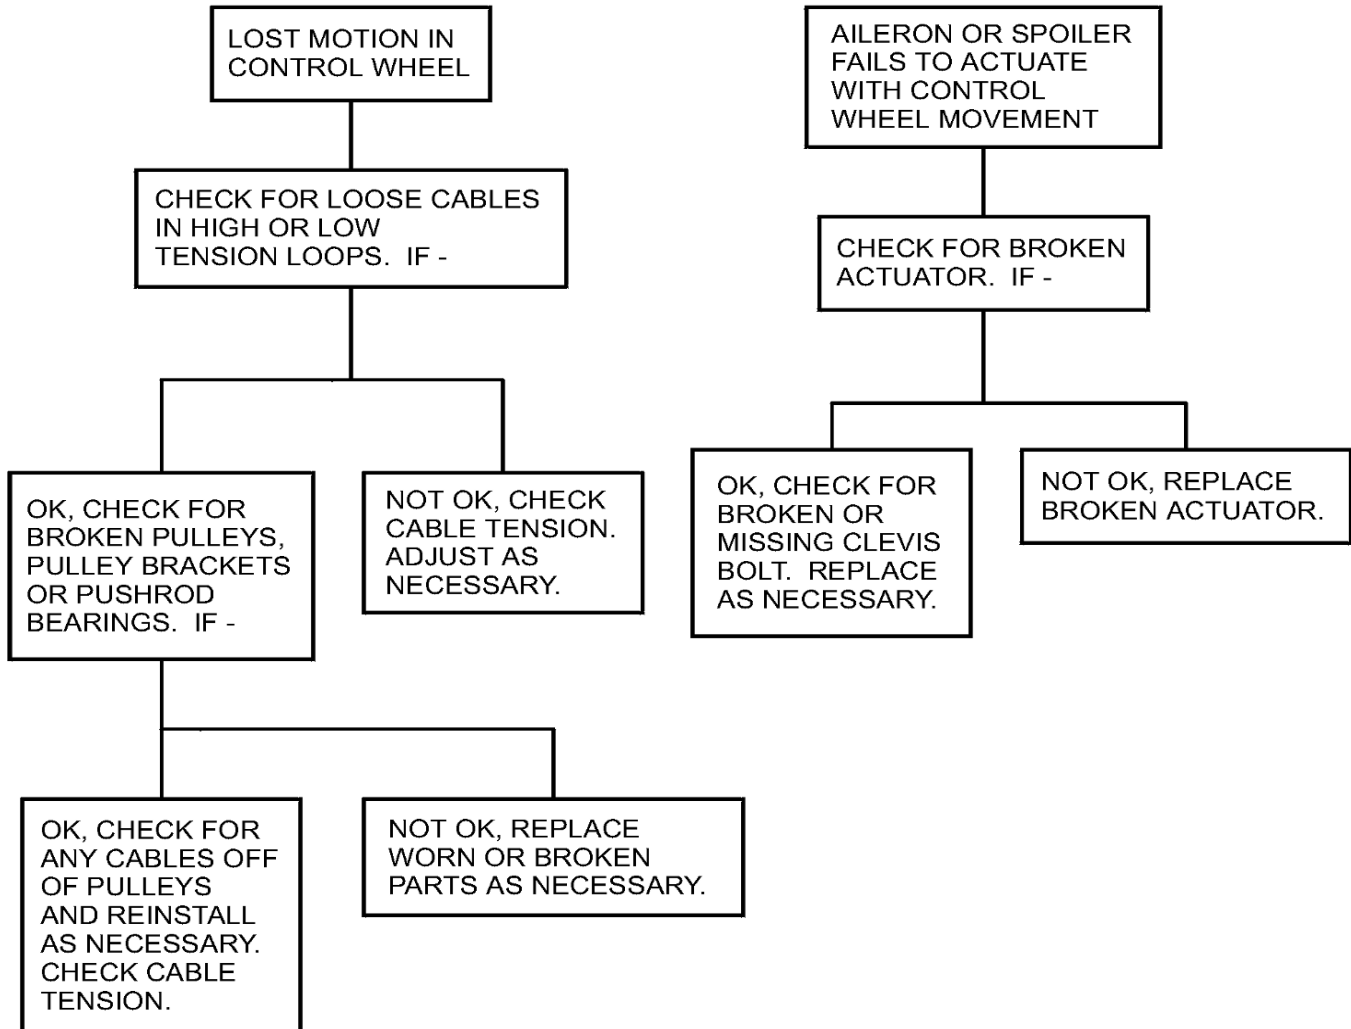 LOST MOTION IN
CONTROL WHEEL
CHECK FOR LOOSE CABLES
IN HIGH OR LOW
TENSION LOOPS.  IF -
OK, CHECK FOR
BROKEN PULLEYS,
PULLEY BRACKETS
OR PUSHROD
BEARINGS.  IF -
NOT OK, CHECK
CABLE TENSION.
ADJUST AS
NECESSARY.
OK, CHECK FOR
ANY CABLES OFF
OF PULLEYS
AND REINSTALL
AS NECESSARY.
CHECK CABLE
TENSION.
NOT OK, REPLACE
WORN OR BROKEN
PARTS AS NECESSARY.
AILERON OR SPOILER
FAILS TO ACTUATE
WITH CONTROL
WHEEL MOVEMENT
CHECK FOR BROKEN
ACTUATOR.  IF -
OK, CHECK FOR
BROKEN OR
MISSING CLEVIS
BOLT.  REPLACE
AS NECESSARY.
NOT OK, REPLACE
BROKEN ACTUATOR.